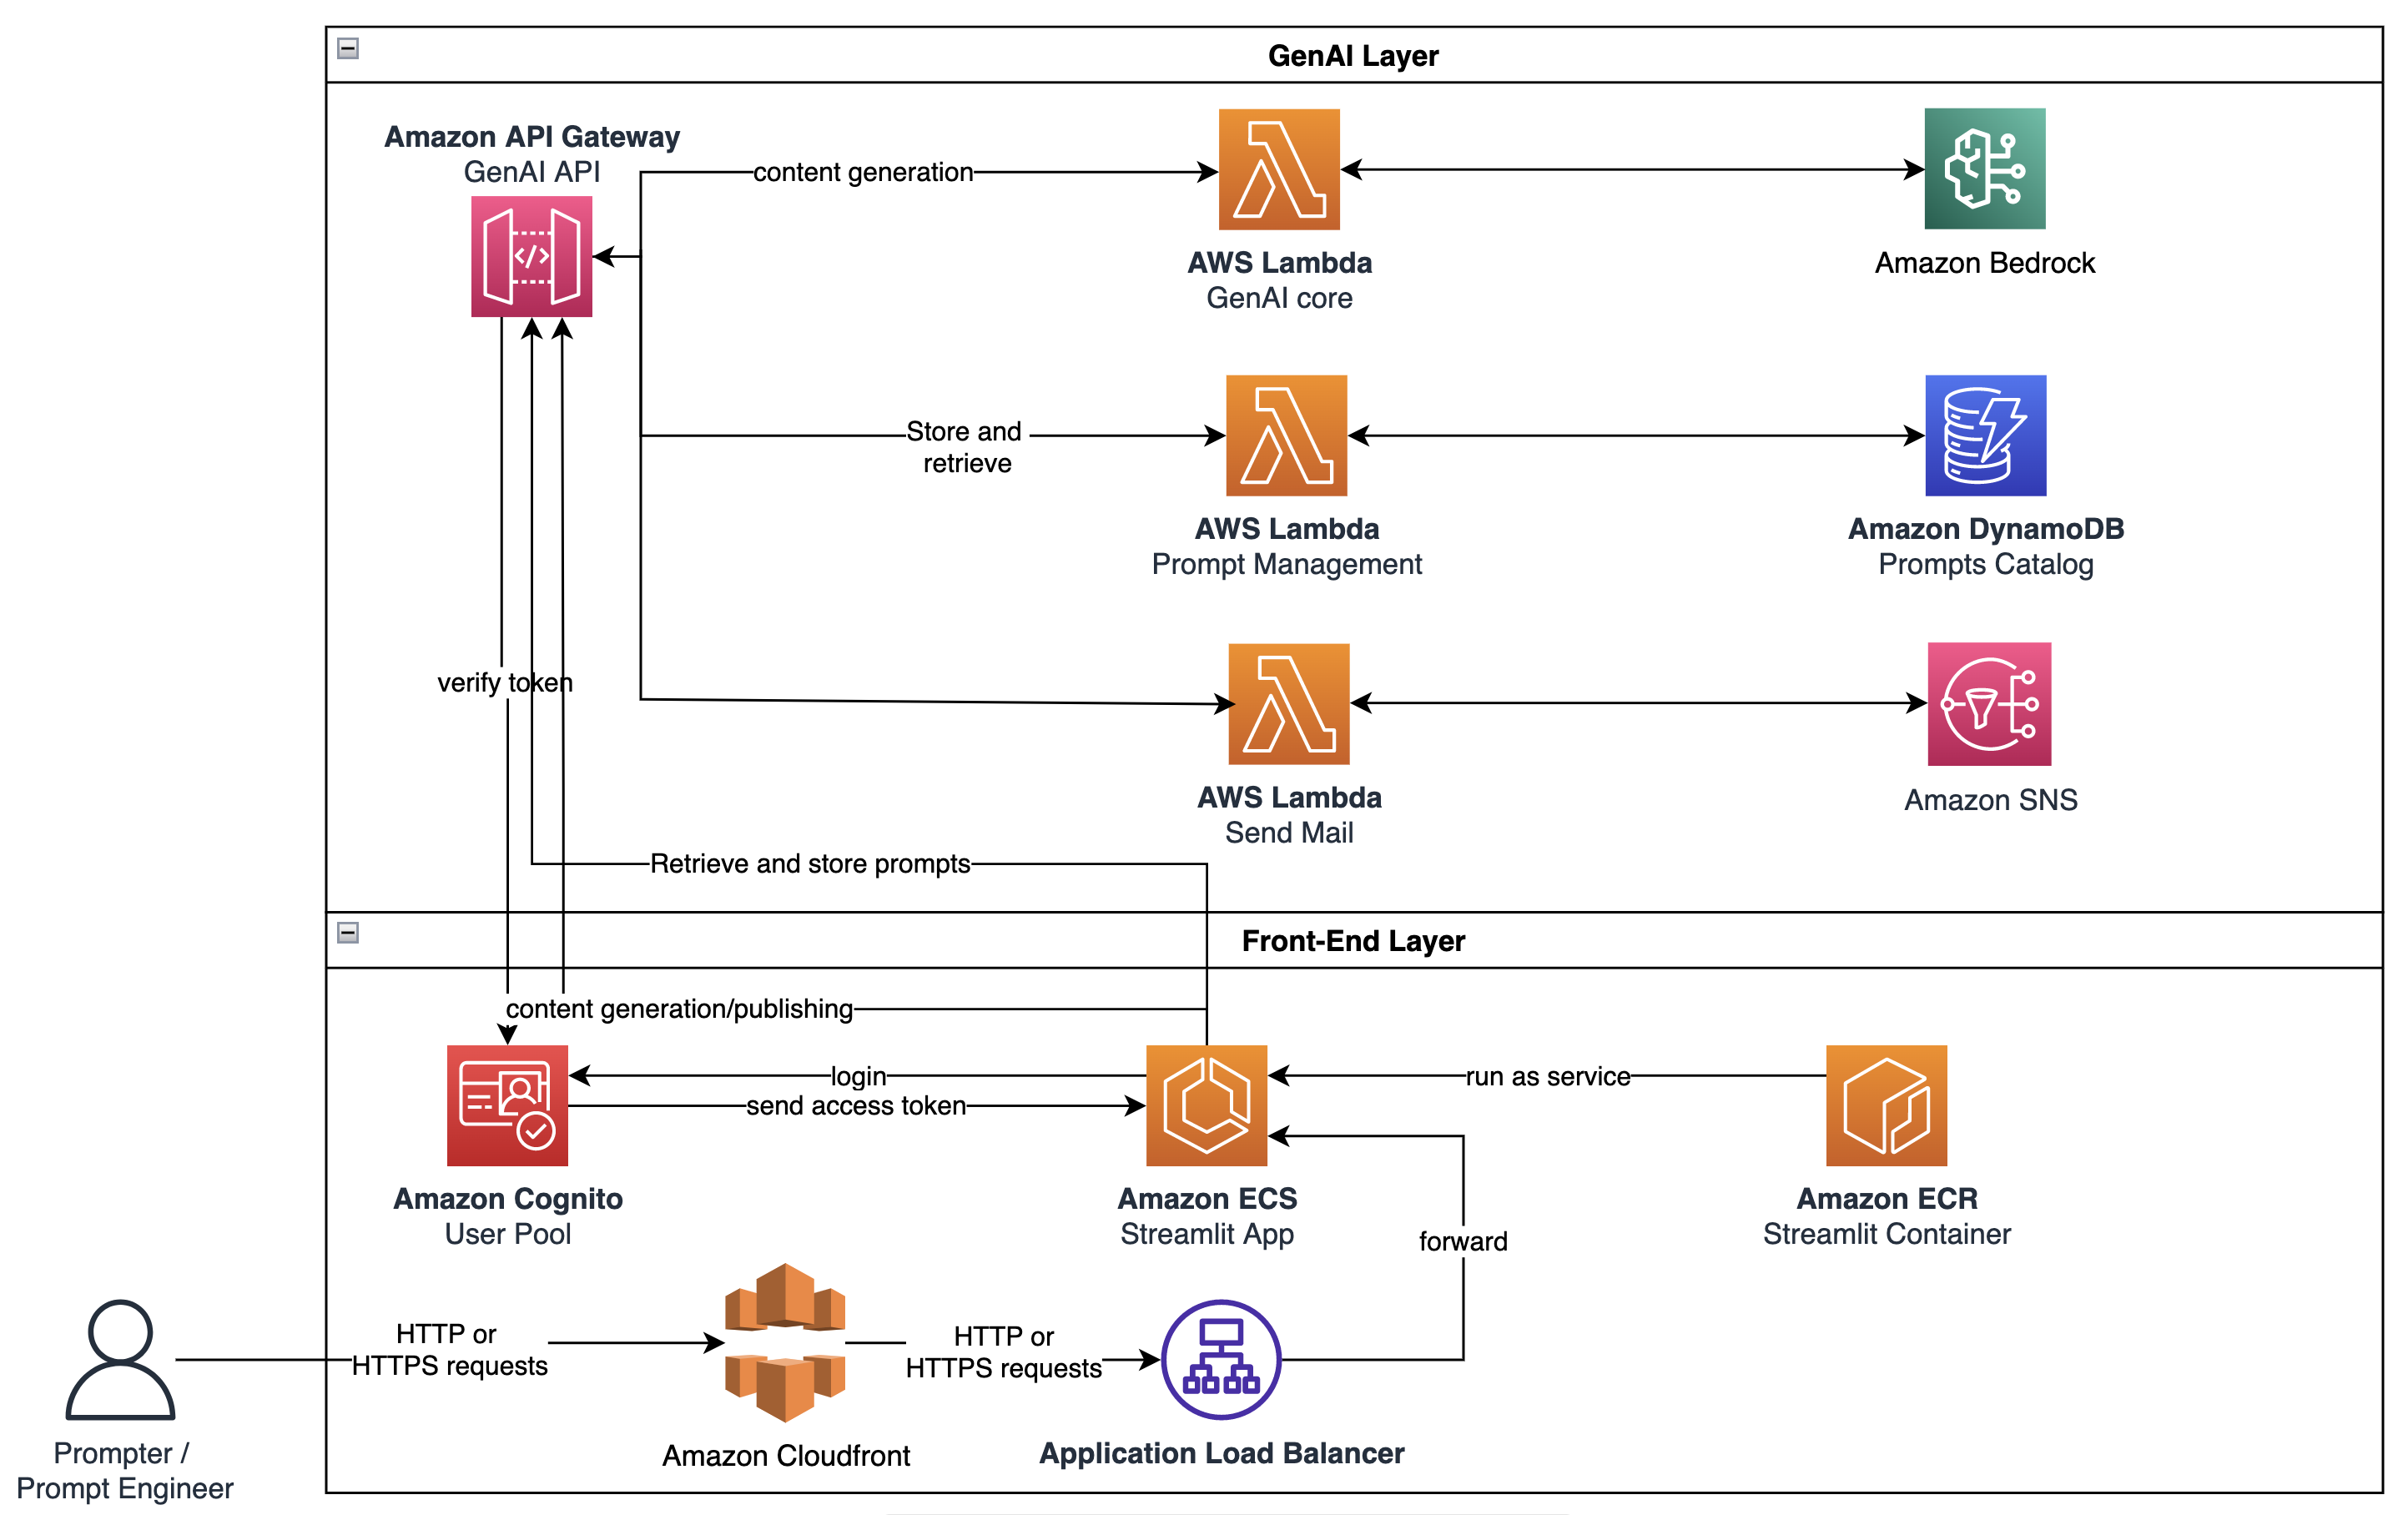 GenAI Layer
Amazon API Gateway
GenAI API
content generation
AWS Lambda
GenAI core
Amazon Bedrock
Store and
retrieve
AWS Lambda
Prompt Management
Amazon DynamoDB
Prompts Catalog
verify token
AWS Lambda
Send Mail
Amazon SNS
Retrieve and store prompts
Front-End Layer
content generation/publishing
login
send access token
run as service
Amazon Cognito
User Pool
Amazon ECS
Streamlit App
Amazon ECR
Streamlit Container
forward
HTTP or
HTTPS requests
HTTP or
HTTPS requests
Prompter /
Prompt Engineer
Amazon Cloudfront
Application Load Balancer